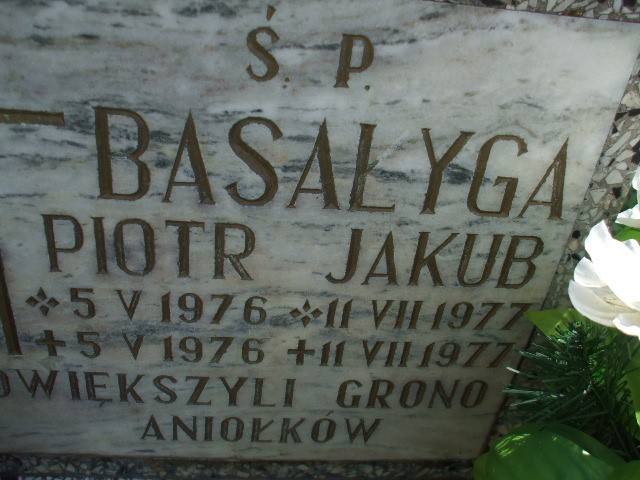 Ś. P.
BASAŁYGA
PIOTR JAKUB
5 V 1976 11 VII 1977
+5 V 1976 +11 VII 1977
OWIĘKSZYLI GRONO
ANIOŁKÓW